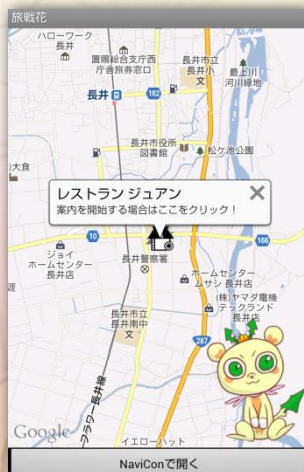 旅戦花
ハローワーク
長井
置賜総合支庁西
庁舎旅券窓口
長井市立
長井小
文
最上川
河川緑地
長井
162
長井市役所
図書館
松ケ池公園
大食
レストラン ジュアン
案内を開始する場合はここをクリック!
10
166
ジョイ
ホームセンター
長井店
長井警察署
ホームセンター
ムサシ 長井店
(株)ヤマダ電機
テックランド
長井店
長井市立
長井南中
文
287
フラワー長井線
イエローハット
Google
NaviConで開く